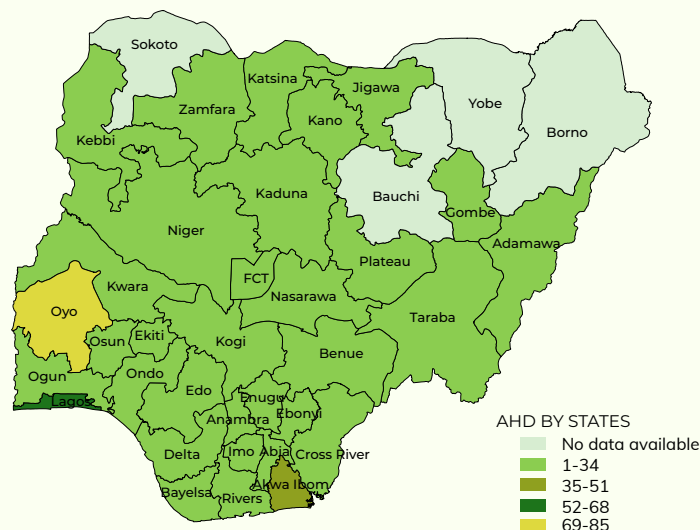 Sokoto
Katsina
Jigawa
Zamfara
Kano
Yobe
Borno
Kebbi
Kaduna
Bauchi
Gombe
Niger
Adamawa
Plateau
FCT
Kwara
Nasarawa
Oyo
Taraba
Osun
Ekiti
Kogi
Benue
Ogun
Ondo
Edo
Enugu
Lagos
Anambra
Ebonyi
Delta
Imo
Abia
Cross River
Akwa Ibom
Bayelsa
Rivers
AHD BY STATES
No data available
1-34
35-51
52-68
69-85